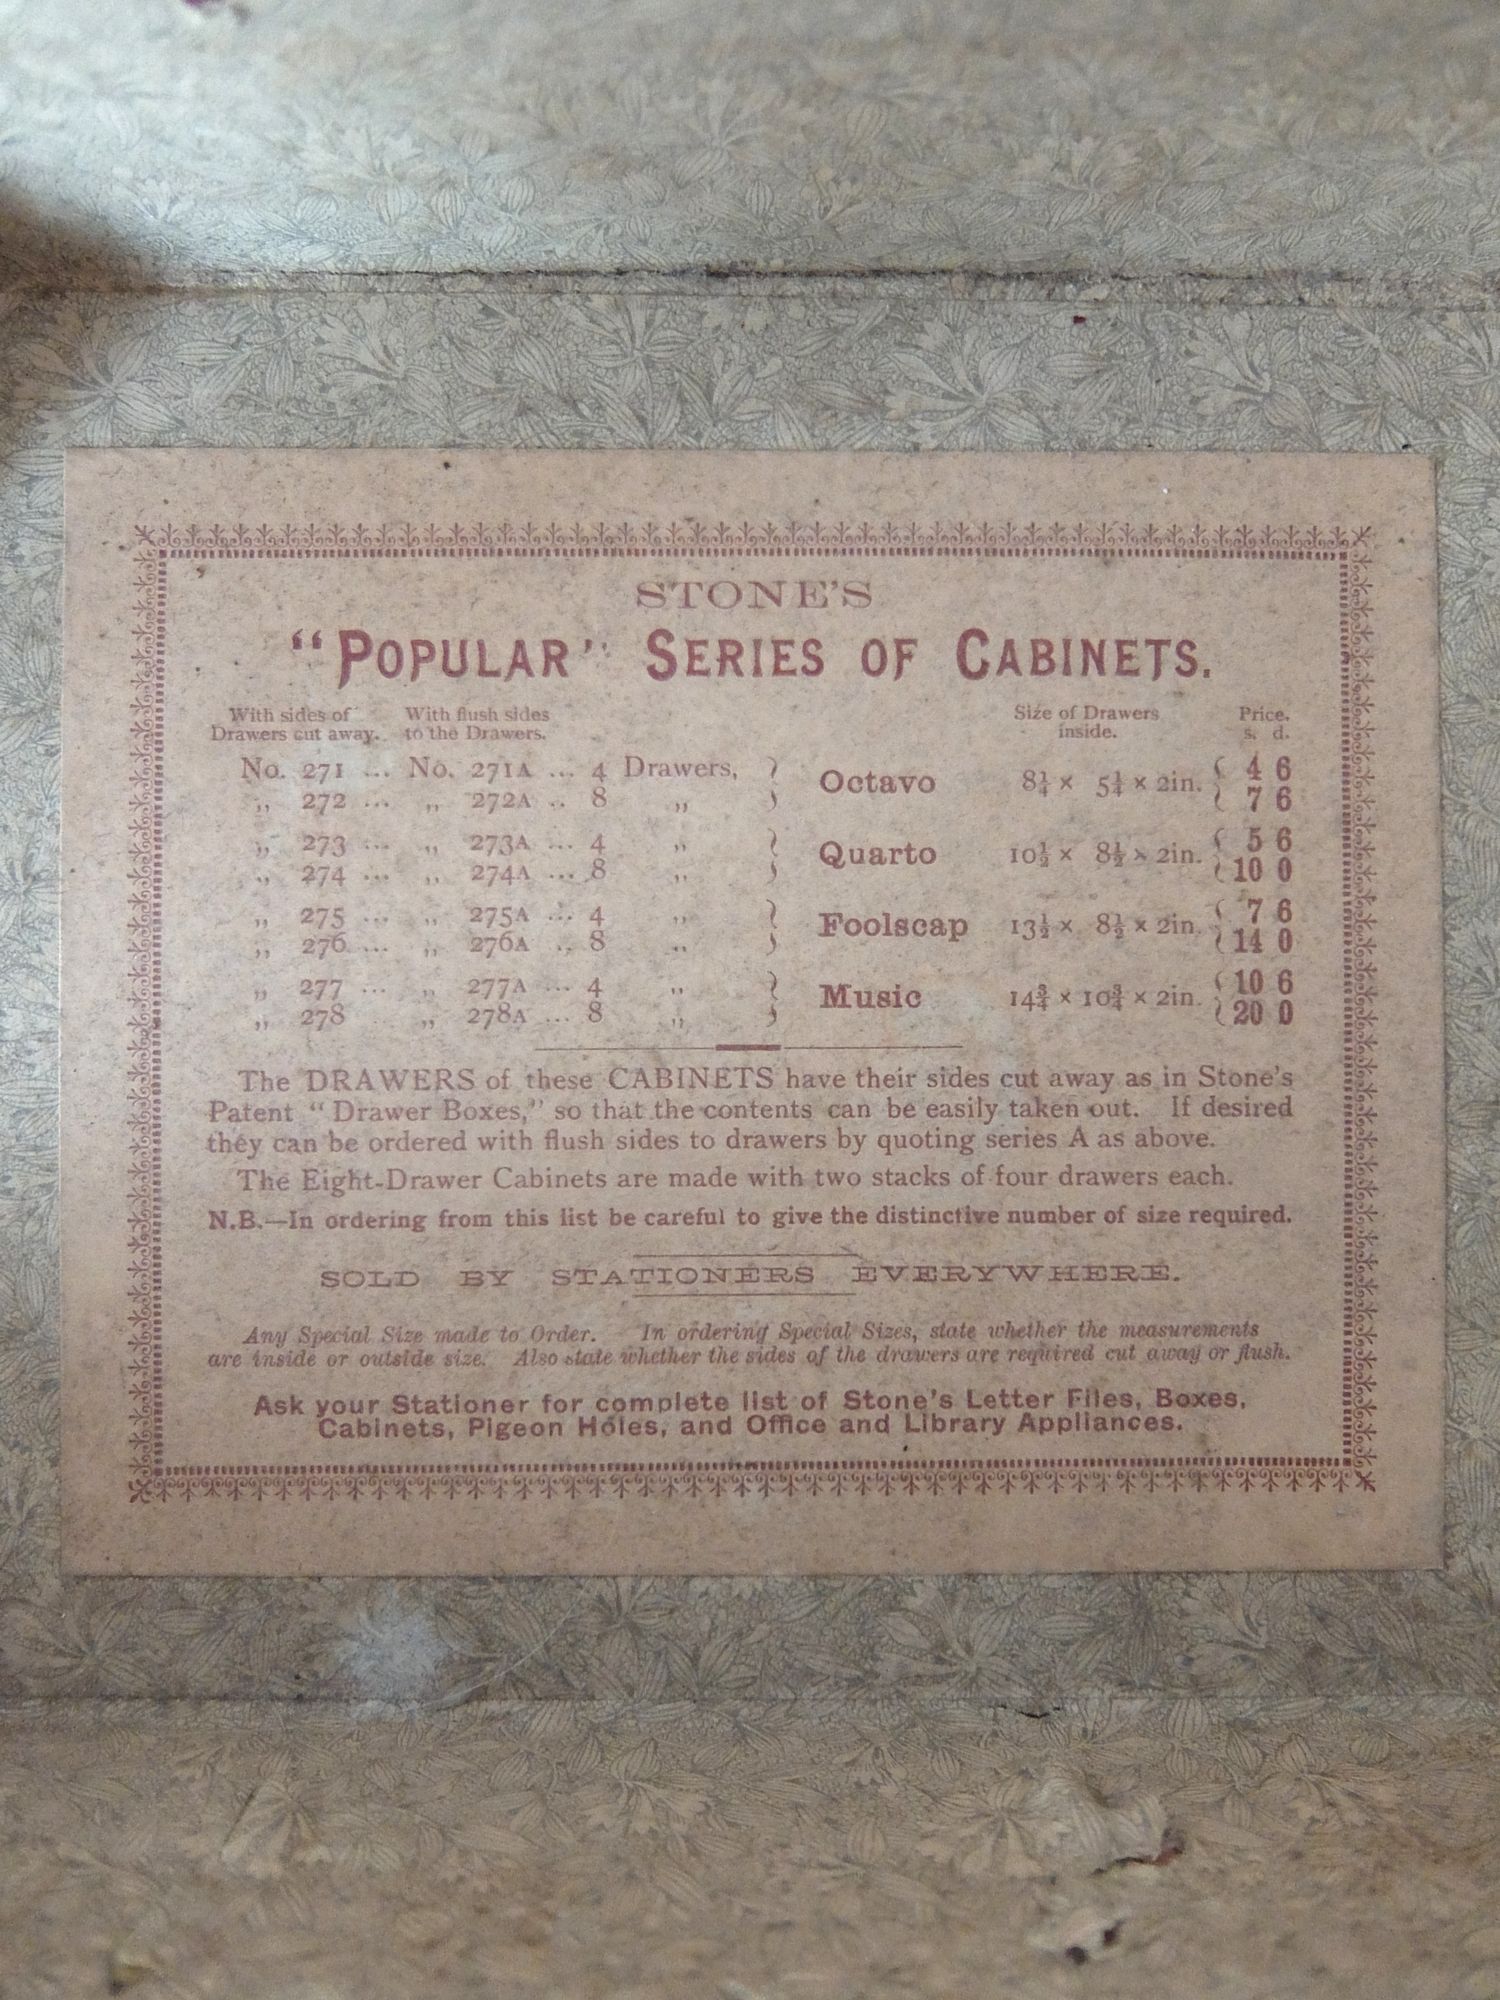 STONE'S
"POPULAR" SERIES OF CABINETS.
With sides of Drawers cut away. With flush sides to the Drawers. Size of Drawers inside. Price. s. d.
No. 271 ... No. 271A ... 4 Drawers, } Octavo 8¼ × 5¼ × 2in. { 4 6
„ 272 ... „ 272A .. 8 „ } { 7 6
„ 273 ... „ 273A ... 4 „ } Quarto 10½ × 8½ × 2in. { 5 6
„ 274 ... „ 274A ... 8 „ } { 10 0
„ 275 ... „ 275A ... 4 „ } Foolscap 13½ × 8½ × 2in. { 7 6
„ 276 ... „ 276A .. 8 „ } { 14 0
„ 277 ... „ 277A ... 4 „ } Music 14¾ × 10¾ × 2in. { 10 6
„ 278 „ 278A ... 8 „ } { 20 0
The DRAWERS of these CABINETS have their sides cut away as in Stone's
Patent "Drawer Boxes," so that the contents can be easily taken out. If desired
they can be ordered with flush sides to drawers by quoting series A as above.
The Eight-Drawer Cabinets are made with two stacks of four drawers each.
N.B.—In ordering from this list be careful to give the distinctive number of size required.
SOLD BY STATIONERS EVERYWHERE.
Any Special Size made to Order. In ordering Special Sizes, state whether the measurements
are inside or outside size. Also state whether the sides of the drawers are required cut away or flush.
Ask your Stationer for complete list of Stone's Letter Files, Boxes,
Cabinets, Pigeon Holes, and Office and Library Appliances.